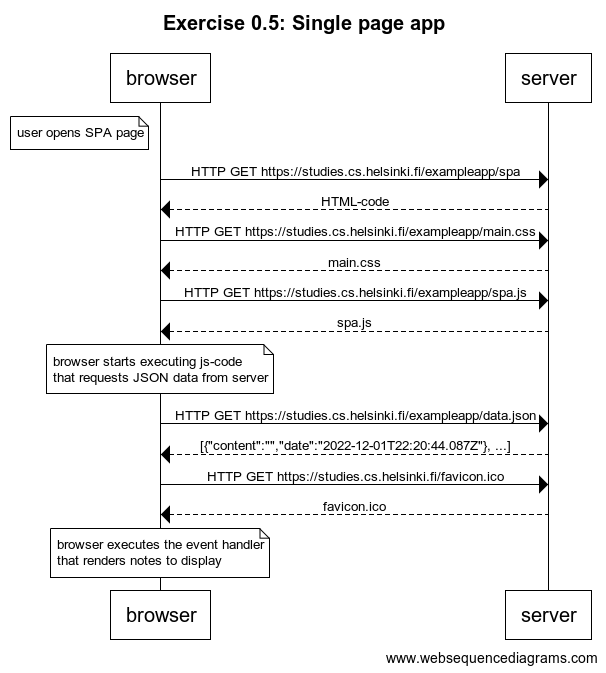 Exercise 0.5: Single page app
browser
server
user opens SPA page
HTTP GET https://studies.cs.helsinki.fi/exampleapp/spa
HTML-code
HTTP GET https://studies.cs.helsinki.fi/exampleapp/main.css
main.css
HTTP GET https://studies.cs.helsinki.fi/exampleapp/spa.js
spa.js
browser starts executing js-code
that requests JSON data from server
HTTP GET https://studies.cs.helsinki.fi/exampleapp/data.json
[{"content":"","date":"2022-12-01T22:20:44.087Z"}, ...]
HTTP GET https://studies.cs.helsinki.fi/favicon.ico
favicon.ico
browser executes the event handler
that renders notes to display
browser
server
www.websequencediagrams.com